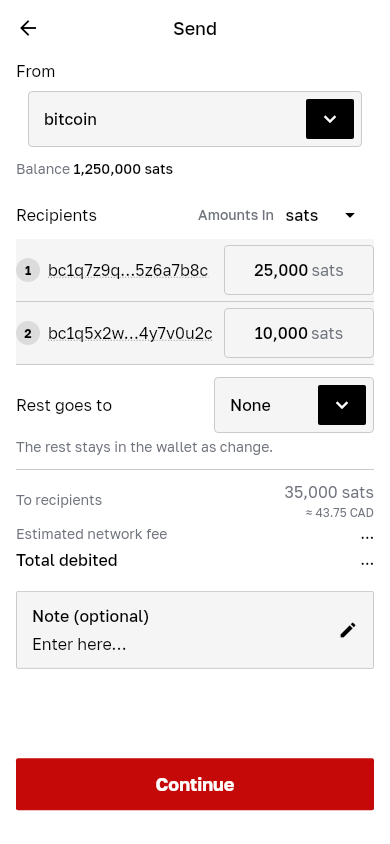 Send
From
bitcoin
Balance 1,250,000 sats
Recipients Amounts in sats
1 bc1q7z9q...5z6a7b8c 25,000 sats
2 bc1q5x2w...4y7v0u2c 10,000 sats
Rest goes to None
The rest stays in the wallet as change.
To recipients 35,000 sats
≈ 43.75 CAD
Estimated network fee ...
Total debited ...
Note (optional)
Enter here...
Continue